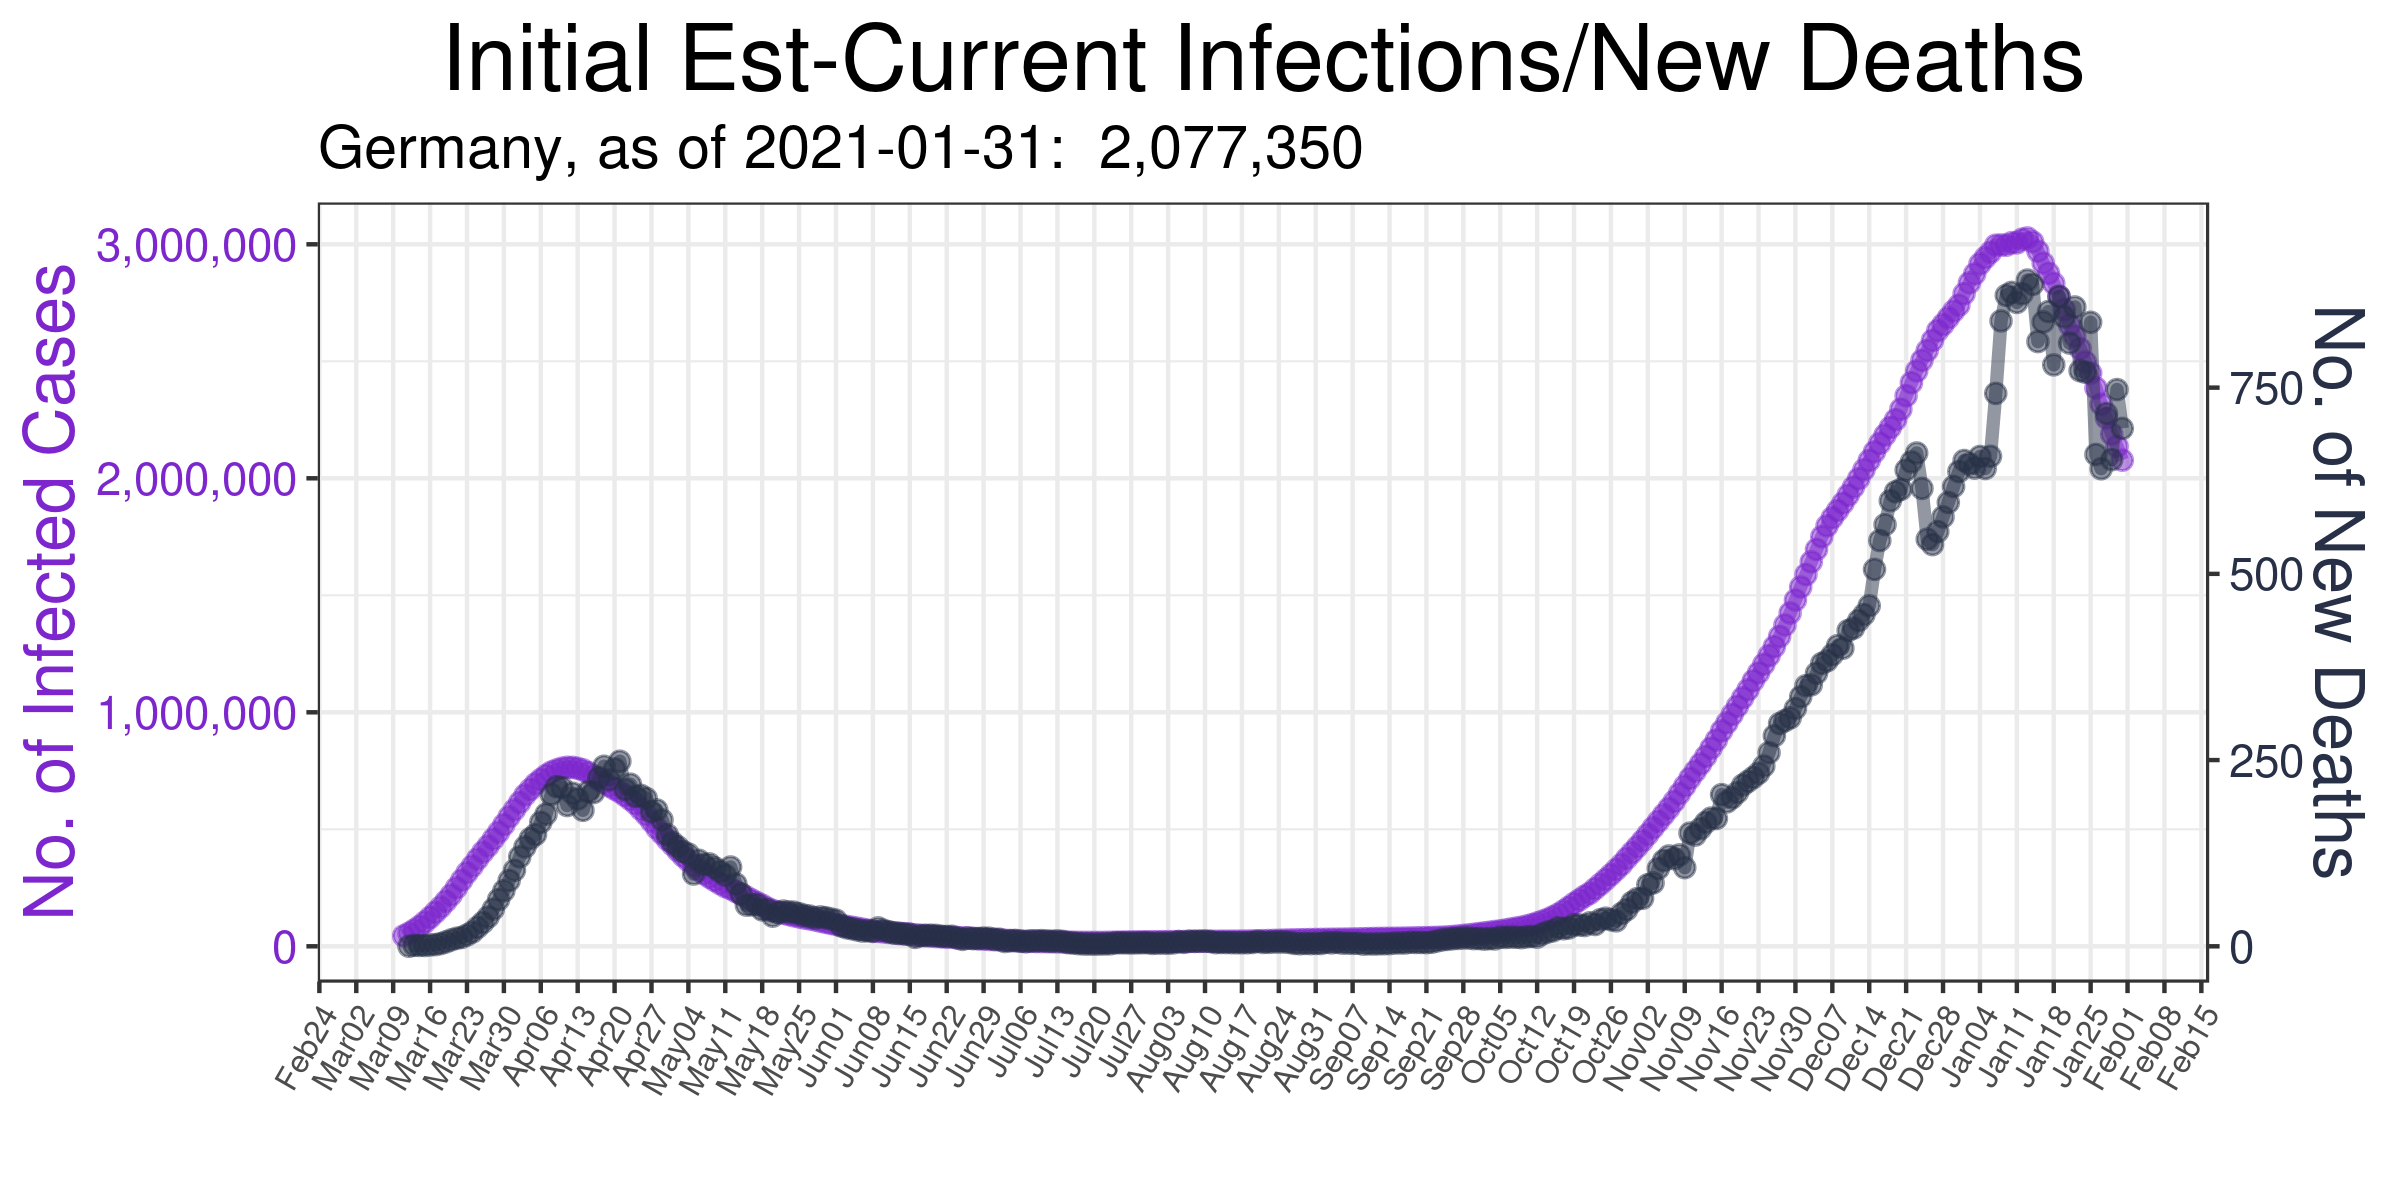 Initial Est-Current Infections/New Deaths
Germany, as of 2021-01-31: 2,077,350
No. of Infected Cases
3,000,000
2,000,000
1,000,000
0
No. of New Deaths
750
500
250
0
Feb24
Mar02
Mar09
Mar16
Mar23
Mar30
Apr06
Apr13
Apr20
Apr27
May04
May11
May18
May25
Jun01
Jun08
Jun15
Jun22
Jun29
Jul06
Jul13
Jul20
Jul27
Aug03
Aug10
Aug17
Aug24
Aug31
Sep07
Sep14
Sep21
Sep28
Oct05
Oct12
Oct19
Oct26
Nov02
Nov09
Nov16
Nov23
Nov30
Dec07
Dec14
Dec21
Dec28
Jan04
Jan11
Jan18
Jan25
Feb01
Feb08
Feb15